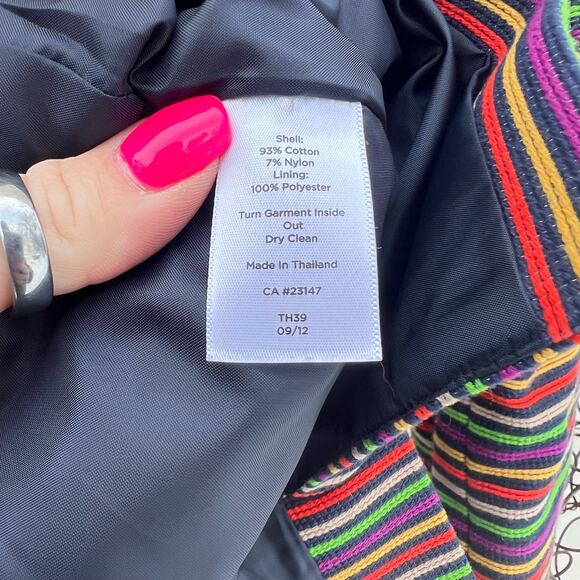 Shell:
93% Cotton
7% Nylon
Lining:
100% Polyester
Turn Garment Inside
Out
Dry Clean
Made In Thailand
CA #23147
TH39
09/12